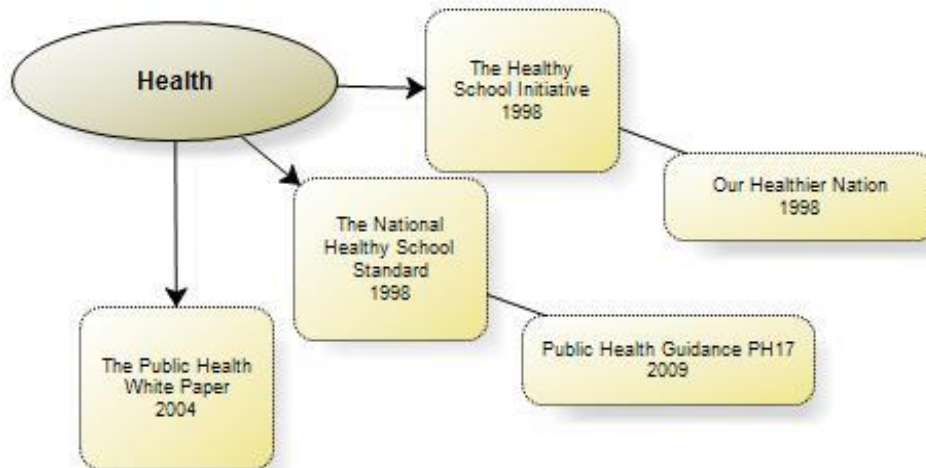 Health
The Healthy
School Initiative
1998
Our Healthier Nation
1998
The National
Healthy School
Standard
1998
Public Health Guidance PH17
2009
The Public Health
White Paper
2004